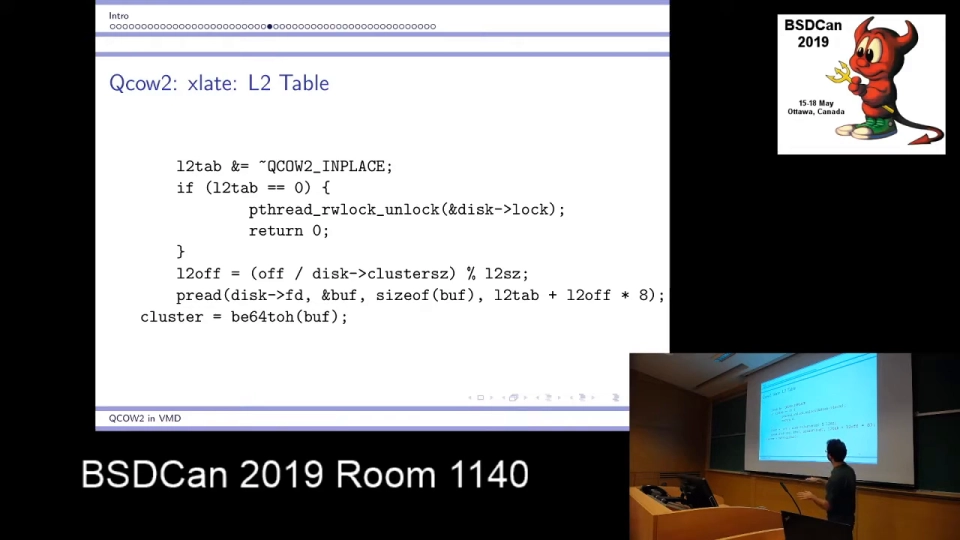 Intro
Qcow2: xlate: L2 Table
l2tab &= ~QCOW2_INPLACE;
if (l2tab == 0) {
pthread_rwlock_unlock(&disk->lock);
return 0;
}
l2off = (off / disk->clustersz) % l2sz;
pread(disk->fd, &buf, sizeof(buf), l2tab + l2off * 8);
cluster = be64toh(buf);
QCOW2 in VMD
BSDCan
2019
15-18 May
Ottawa, Canada
BSDCan 2019 Room 1140